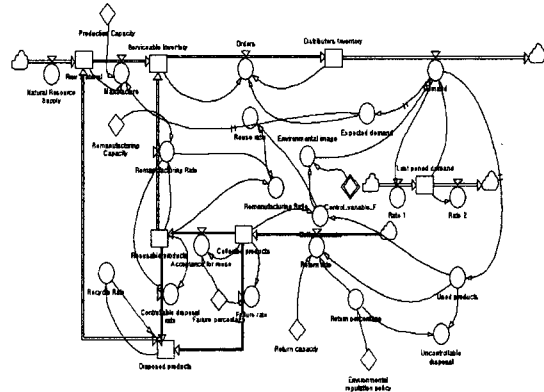 Production Capacity
Serviceable Inventory
Orders
Distributors Inventory
Raw material
Manufacture
Demand
Natural Resource
Supply
Reuse ratio
Environmental image
Expected demand
Remanufacturing
Capacity
Remanufacturing Rate
Last period demand
Remanufacturing Ratio
Control_variable_F
Rate 1
Rate 2
Reusable products
Collected products
Acceptance for reuse
Return rate
Used products
Recycle Rate
Controllable disposal
rate
Failure percentage
Failure rate
Return percentage
Uncontrollable
disposal
Disposed products
Return capacity
Environmental
legislation policy